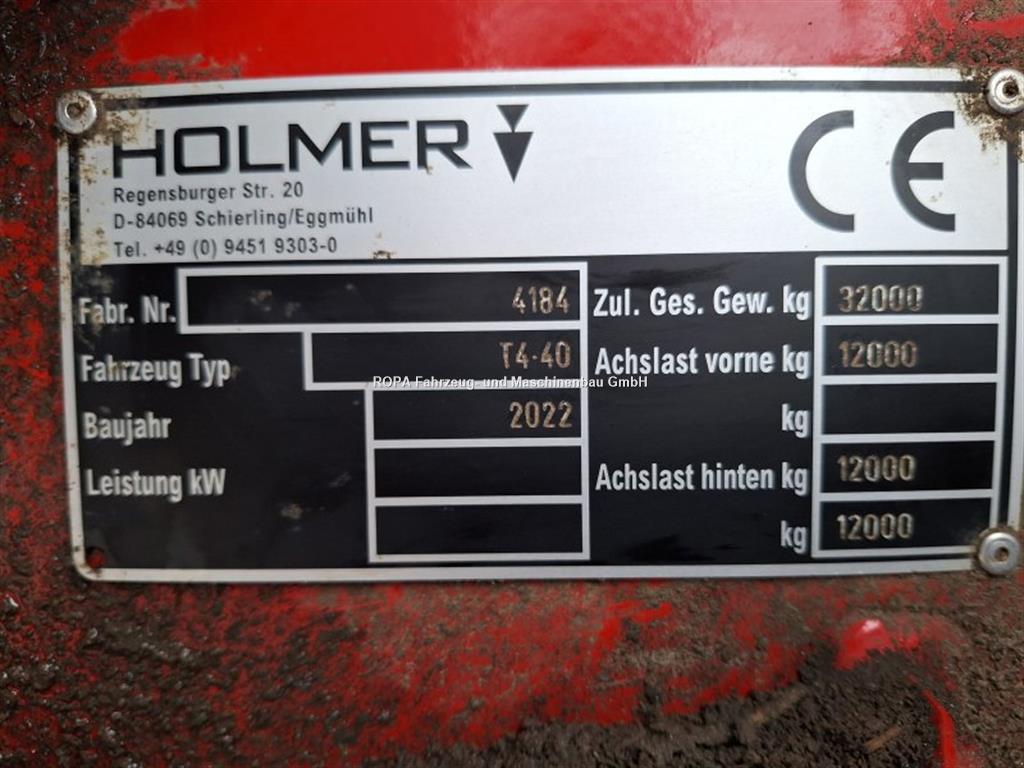 HOLMER
CE
Regensburger Str. 20
D-84069 Schierling/Eggmühl
Tel. +49 (0) 9451 9303-0
Fabr. Nr. 4184 Zul. Ges. Gew. kg 32000
Fahrzeug Typ T4-40 Achslast vorne kg 12000
ROPA Fahrzeug- und Maschinenbau GmbH
Baujahr 2022 kg
Leistung kW Achslast hinten kg 12000
kg 12000